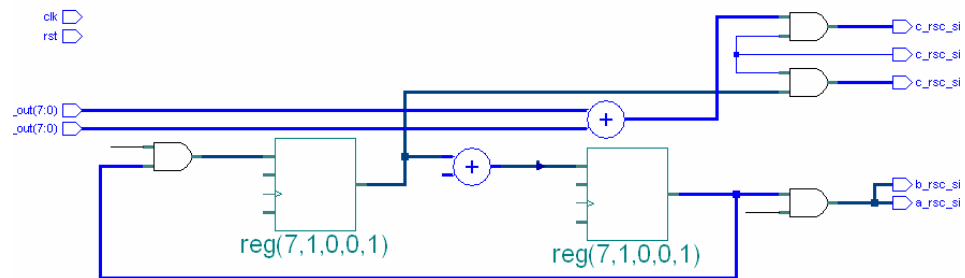 clk
rst
c_rsc_si
c_rsc_si
c_rsc_si
_out(7:0)
_out(7:0)
+
+
b_rsc_si
a_rsc_si
reg(7,1,0,0,1)
reg(7,1,0,0,1)